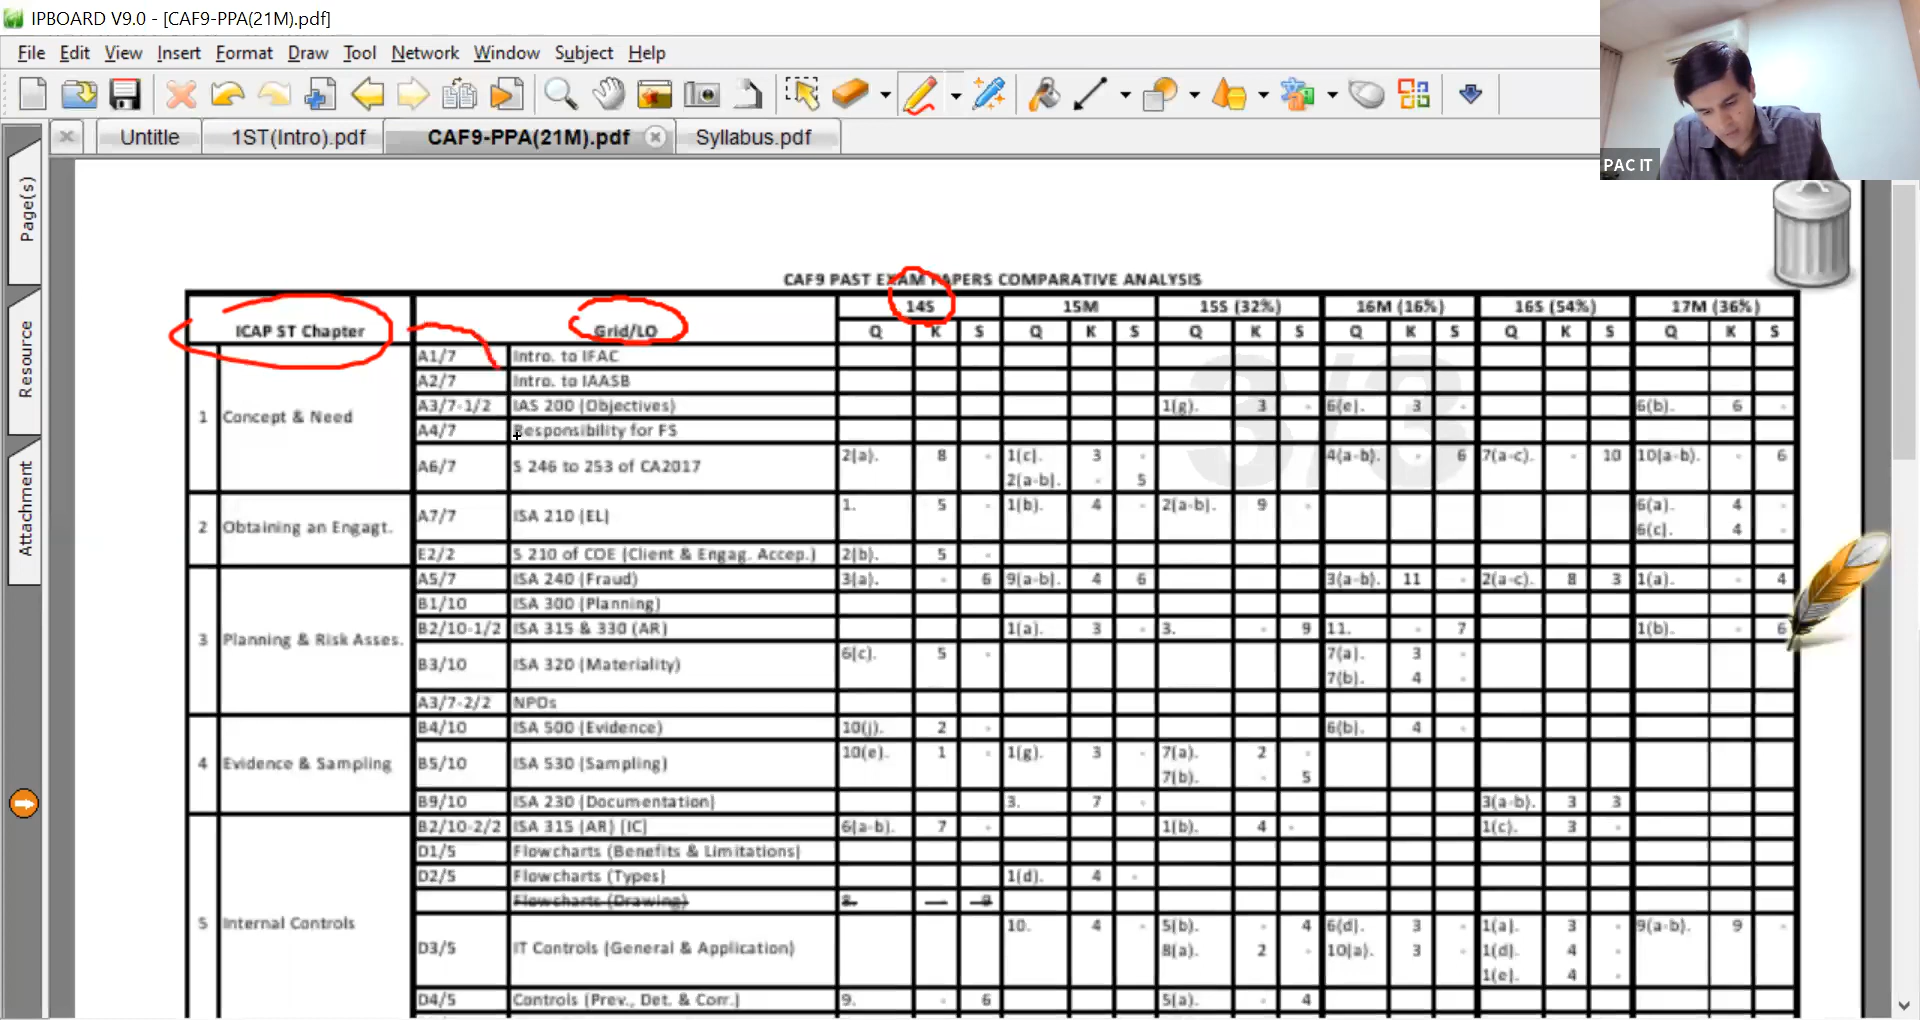 IPBOARD V9.0 - [CAF9-PPA(21M).pdf]
File Edit View Insert Format Draw Tool Network Window Subject Help
PAC IT
Untitle 1ST(Intro).pdf CAF9-PPA(21M).pdf Syllabus.pdf
Page(s)
Resource
Attachment
3/3
CAF9 PAST EXAM PAPERS COMPARATIVE ANALYSIS
ICAP ST Chapter Grid/LO 14S 15M 15S (32%) 16M (16%) 16S (54%) 17M (36%)
Q K S Q K S Q K S Q K S Q K S Q K S
1 Concept & Need
A1/7 Intro. to IFAC
A2/7 Intro. to IAASB
A3/7-1/2 IAS 200 (Objectives) 1(g). 3 - 6(e). 3 - 6(b). 6 -
A4/7 Responsibility for FS
A6/7 S 246 to 253 of CA2017 2(a). 8 - 1(c). 3 - 4(a-b). - 6 7(a-c). - 10 10(a-b). - 6
2(a-b). - 5
2 Obtaining an Engagt.
A7/7 ISA 210 (EL) 1. 5 - 1(b). 4 - 2(a-b). 9 - 6(a). 4 -
6(c). 4 -
E2/2 S 210 of COE (Client & Engag. Accep.) 2(b). 5 -
3 Planning & Risk Asses.
A5/7 ISA 240 (Fraud) 3(a). - 6 9(a-b). 4 6 3(a-b). 11 - 2(a-c). 8 3 1(a). - 4
B1/10 ISA 300 (Planning)
B2/10-1/2 ISA 315 & 330 (AR) 1(a). 3 - 3. - 9 11. - 7 1(b). - 6
B3/10 ISA 320 (Materiality) 6(c). 5 - 7(a). 3 -
7(b). 4 -
A3/7-2/2 NPOs
4 Evidence & Sampling
B4/10 ISA 500 (Evidence) 10(j). 2 - 6(b). 4 -
B5/10 ISA 530 (Sampling) 10(e). 1 - 1(g). 3 - 7(a). 2 -
7(b). - 5
B9/10 ISA 230 (Documentation) 3. 7 - 3(a-b). 3 3
5 Internal Controls
B2/10-2/2 ISA 315 (AR) (IC) 6(a-b). 7 - 1(b). 4 - 1(c). 3 -
D1/5 Flowcharts (Benefits & Limitations)
D2/5 Flowcharts (Types) 1(d). 4 -
Flowcharts (Drawing) 8. — 9
D3/5 IT Controls (General & Application) 10. 4 - 5(b). - 4 6(d). 3 - 1(a). 3 - 9(a-b). 9 -
8(a). 2 - 10(a). 3 - 1(d). 4 -
1(e). 4 -
D4/5 Controls (Prev., Det. & Corr.) 9. - 6 5(a). - 4